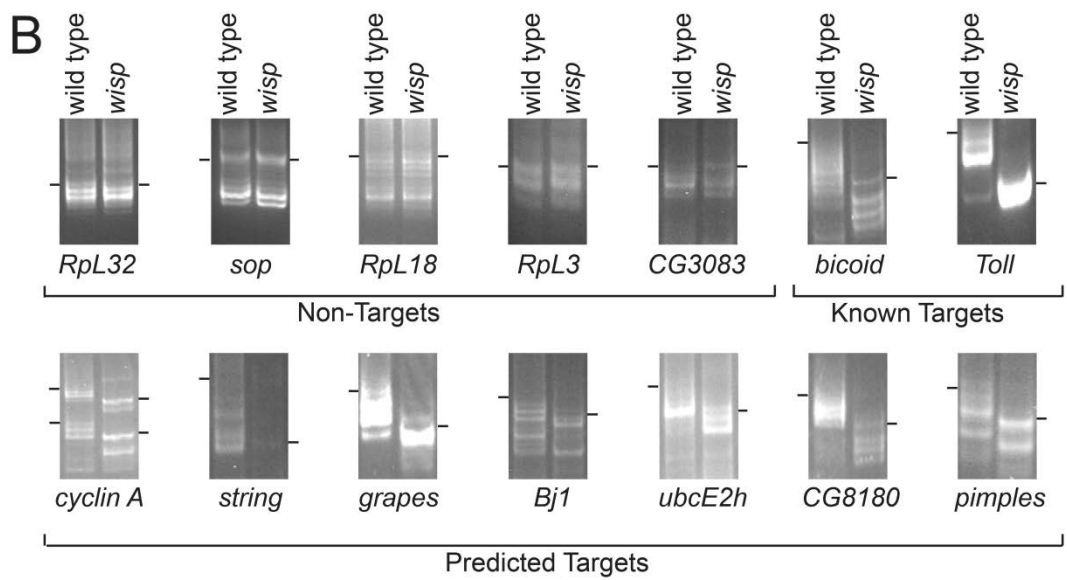 B
wild type wisp wild type wisp wild type wisp wild type wisp wild type wisp wild type wisp wild type wisp
RpL32 sop RpL18 RpL3 CG3083 bicoid Toll
Non-Targets Known Targets
cyclin A string grapes Bj1 ubcE2h CG8180 pimples
Predicted Targets